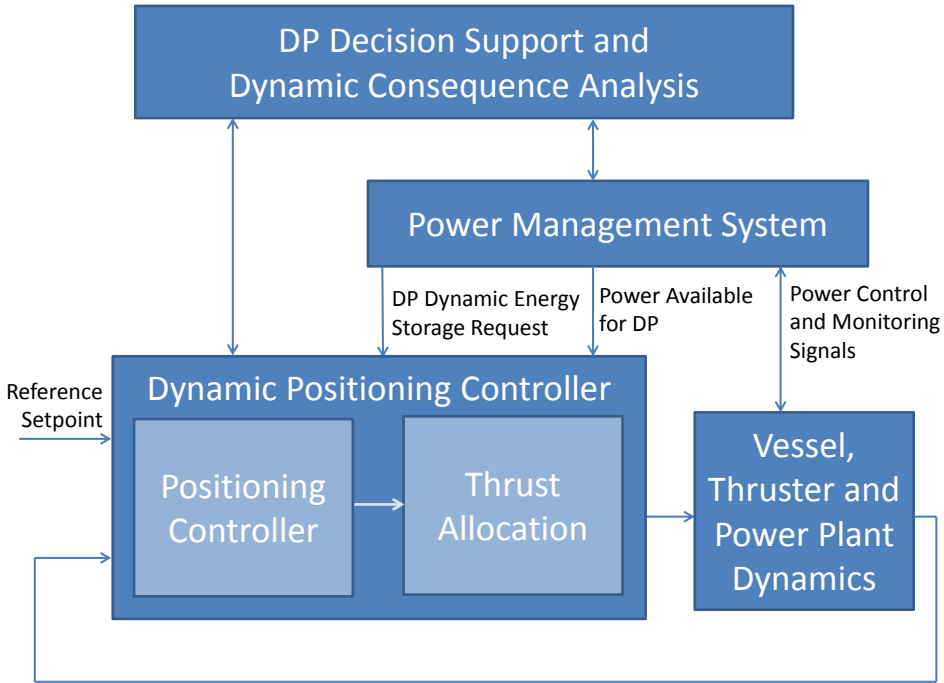 DP Decision Support and
Dynamic Consequence Analysis
Power Management System
DP Dynamic Energy
Storage Request
Power Available
for DP
Power Control
and Monitoring
Signals
Reference
Setpoint
Dynamic Positioning Controller
Positioning
Controller
Thrust
Allocation
Vessel,
Thruster and
Power Plant
Dynamics